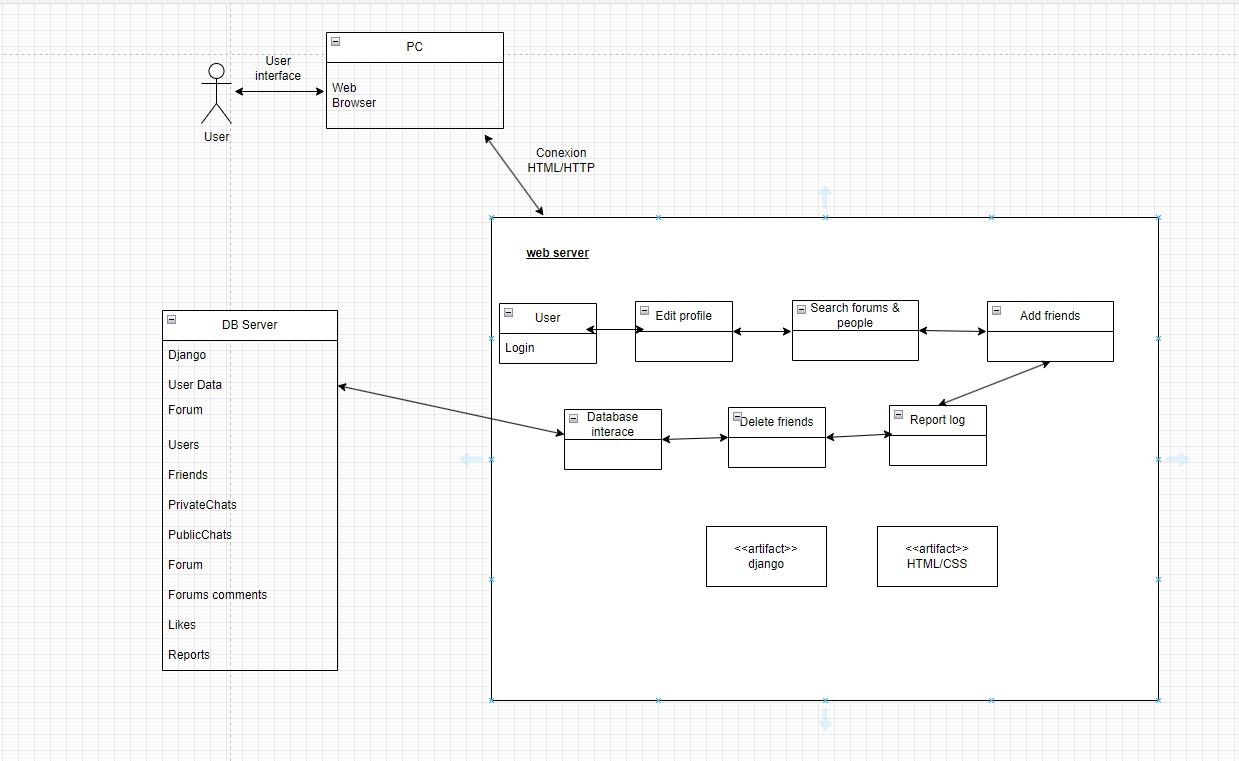 PC
User
interface
Web
Browser
User
Conexion
HTML/HTTP
web server
User
Login
Edit profile
Search forums &
people
Add friends
DB Server
Django
User Data
Forum
Users
Friends
PrivateChats
PublicChats
Forum
Forums comments
Likes
Reports
Database
interace
Delete friends
Report log
<<artifact>>
django
<<artifact>>
HTML/CSS